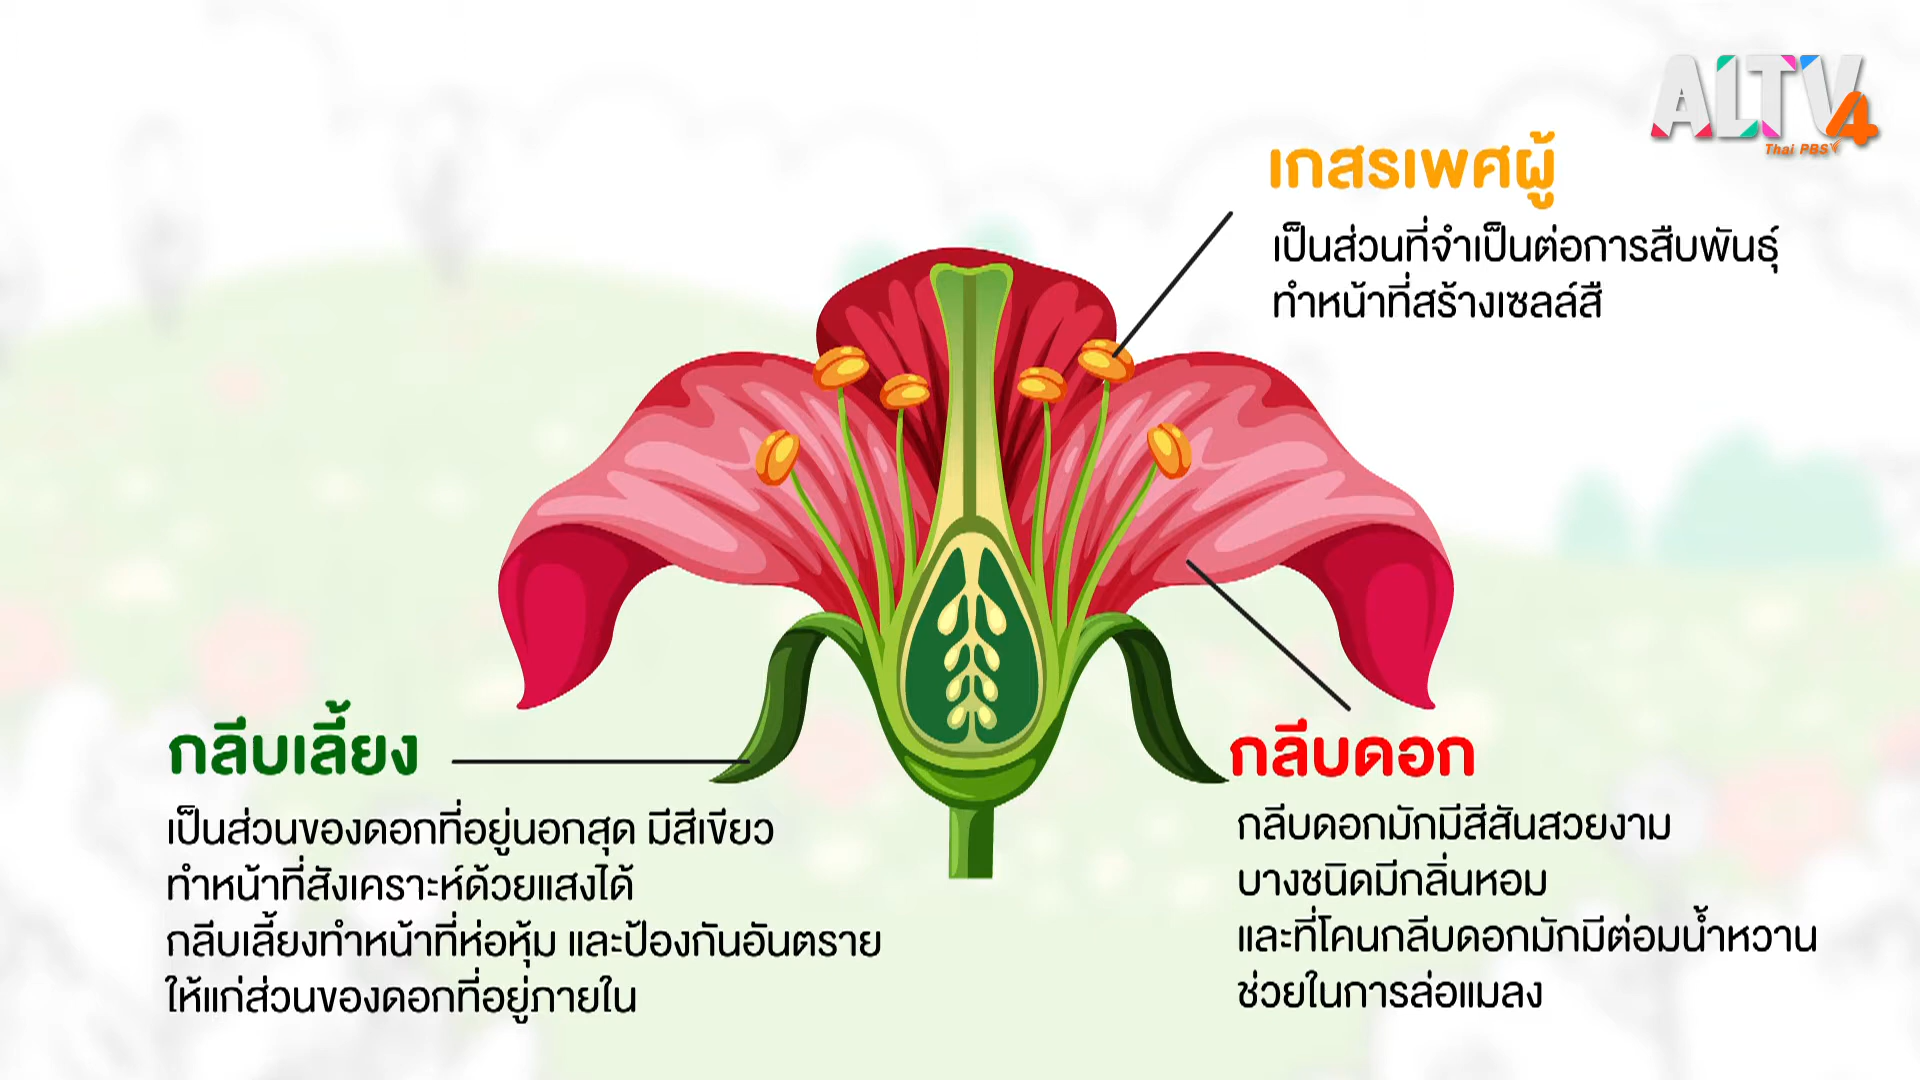 ALTV4
Thai PBS
เกสรเพศผู้
เป็นส่วนที่จำเป็นต่อการสืบพันธุ์
ทำหน้าที่สร้างเซลล์สื
กลีบเลี้ยง
เป็นส่วนของดอกที่อยู่นอกสุด มีสีเขียว
ทำหน้าที่สังเคราะห์ด้วยแสงได้
กลีบเลี้ยงทำหน้าที่ห่อหุ้ม และป้องกันอันตราย
ให้แก่ส่วนของดอกที่อยู่ภายใน
กลีบดอก
กลีบดอกมักมีสีสันสวยงาม
บางชนิดมีกลิ่นหอม
และที่โคนกลีบดอกมักมีต่อมน้ำหวาน
ช่วยในการล่อแมลง